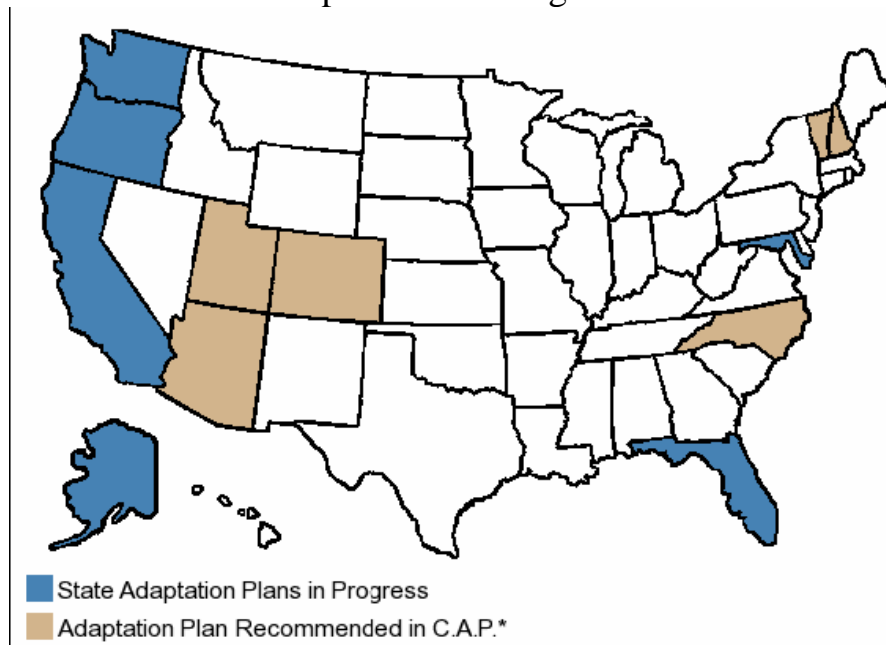 State Adaptation Plans in Progress
Adaptation Plan Recommended in C.A.P.*